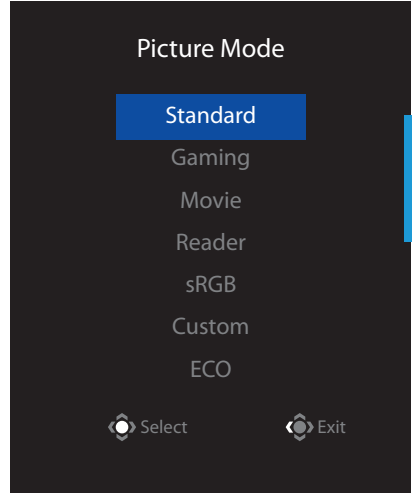 Picture Mode
Standard
Gaming
Movie
Reader
sRGB
Custom
ECO
Select Exit